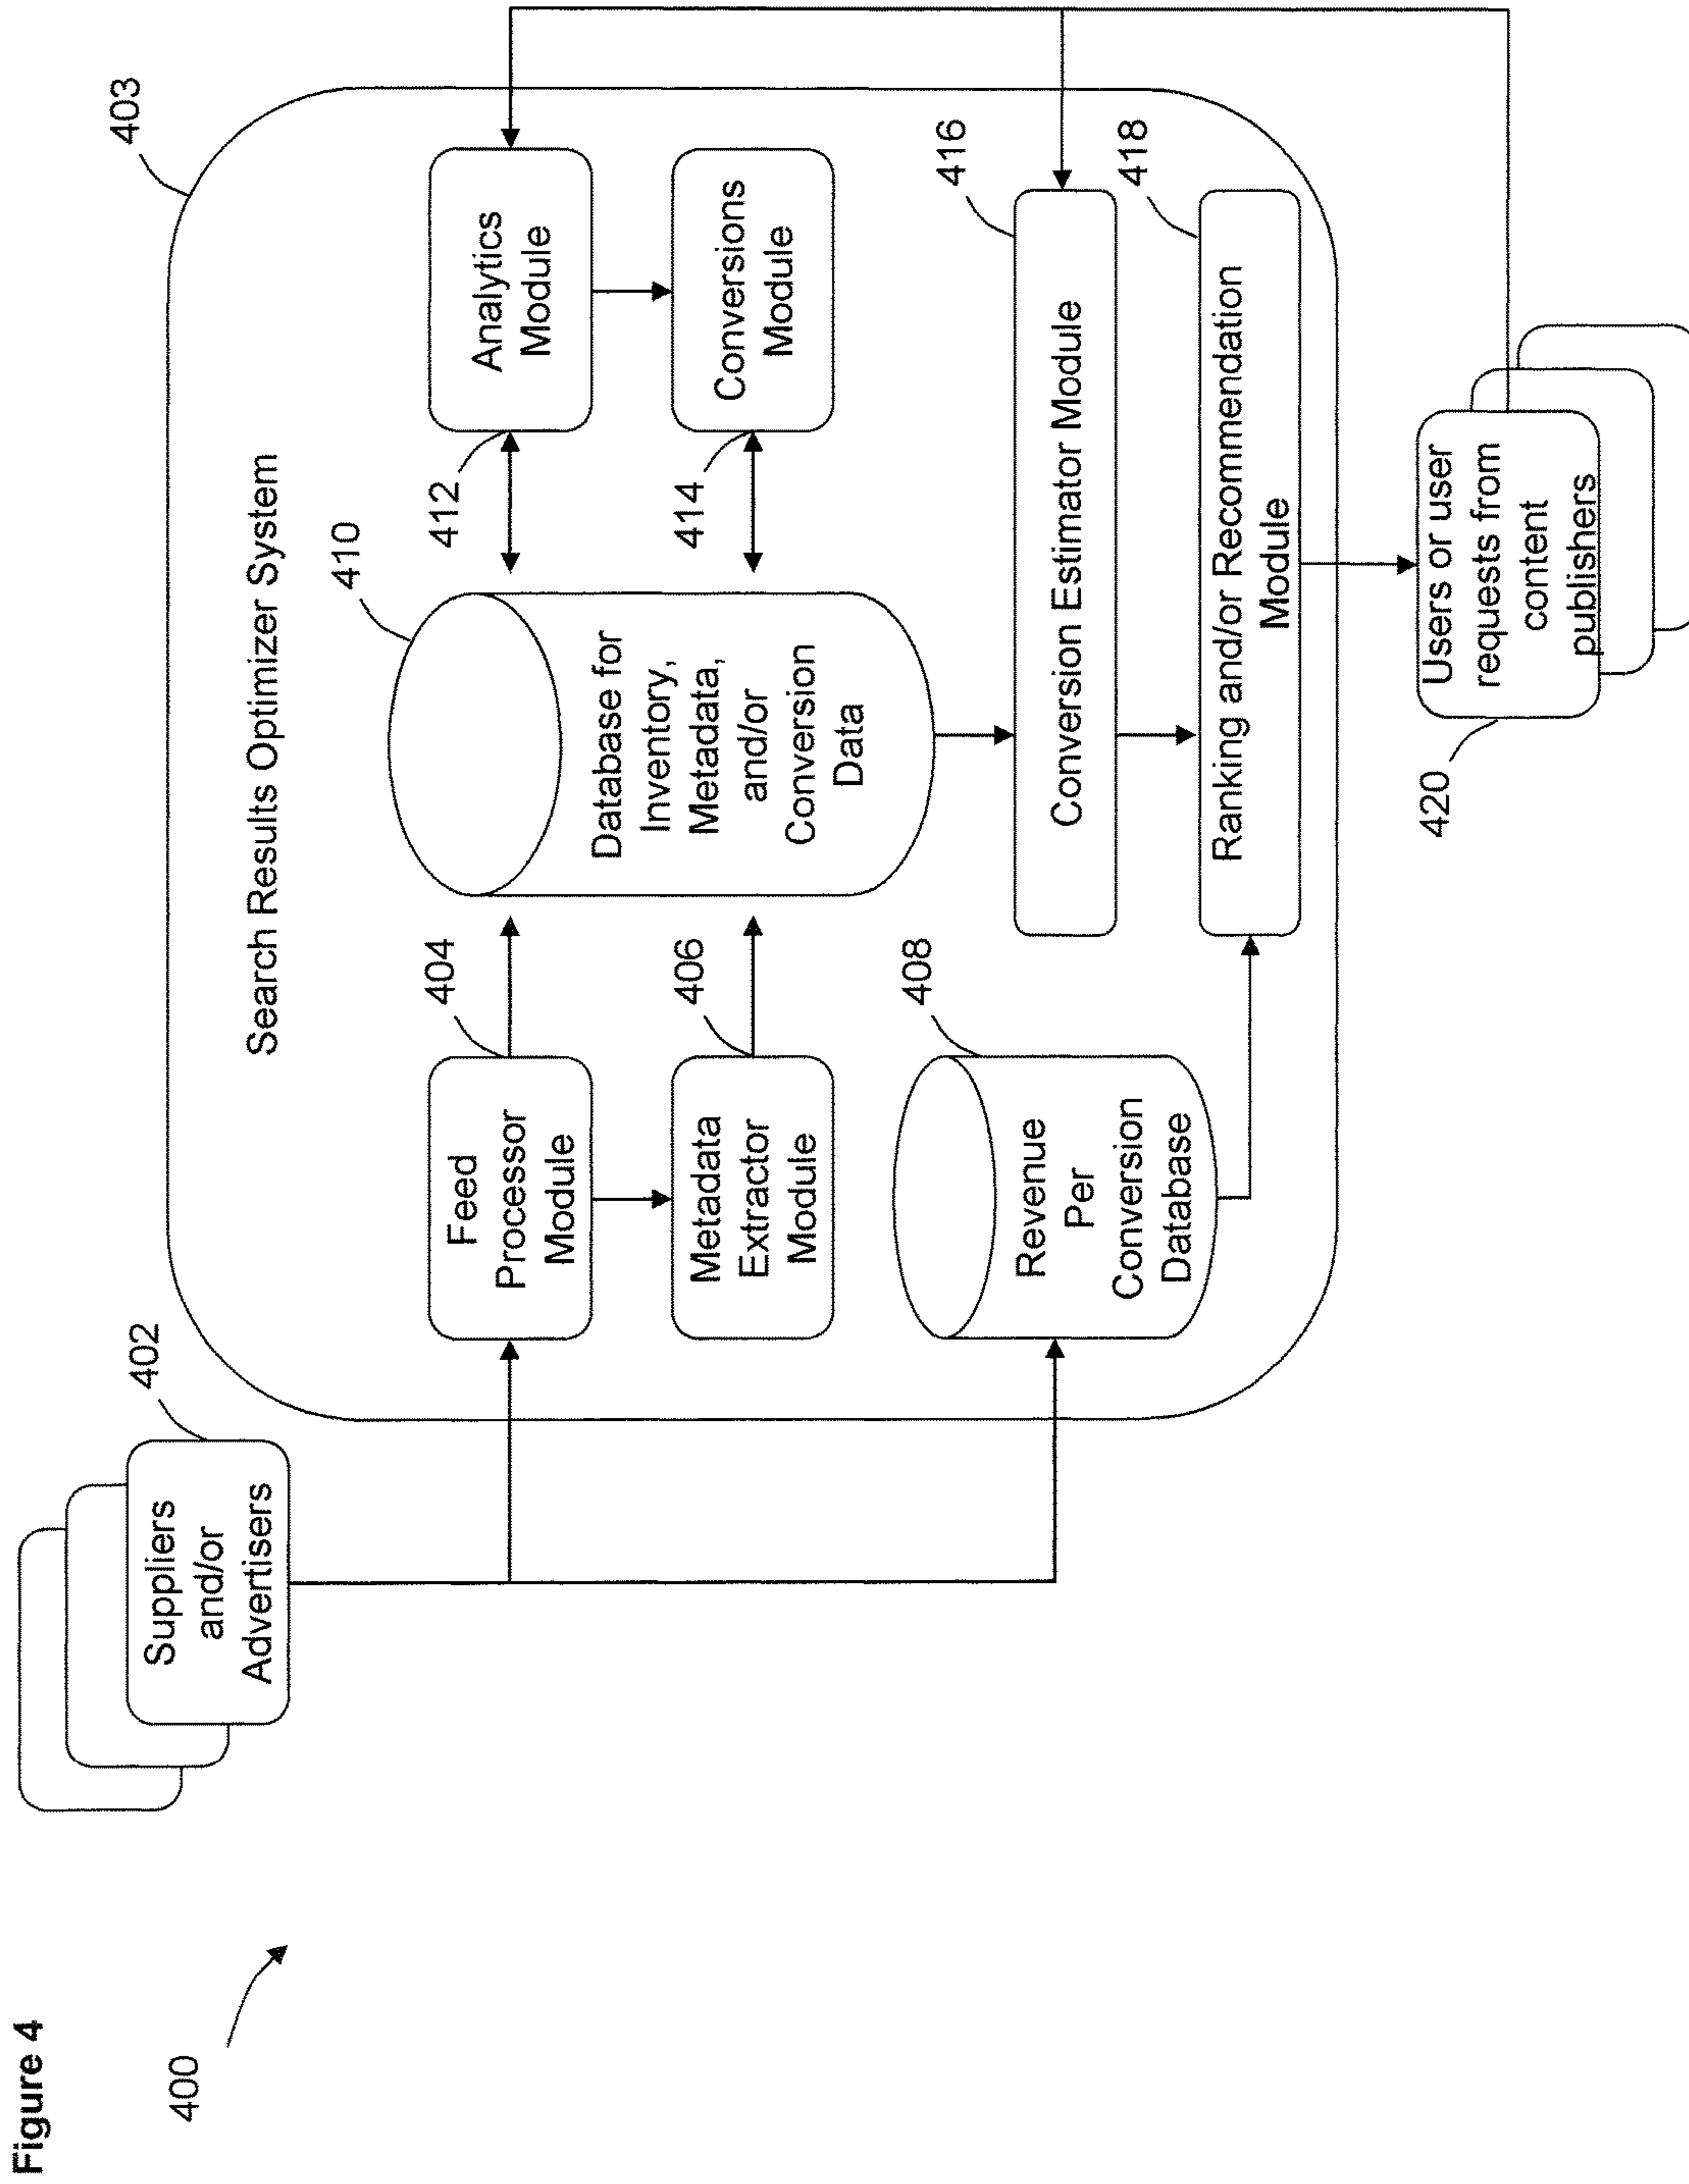 Figure 4
400
402
Suppliers
and/or
Advertisers
403
Search Results Optimizer System
404
Feed
Processor
Module
406
Metadata
Extractor
Module
408
Revenue
Per
Conversion
Database
410
Database for
Inventory,
Metadata,
and/or
Conversion
Data
412
Analytics
Module
414
Conversions
Module
416
Conversion Estimator Module
418
Ranking and/or Recommendation
Module
420
Users or user
requests from
content
publishers